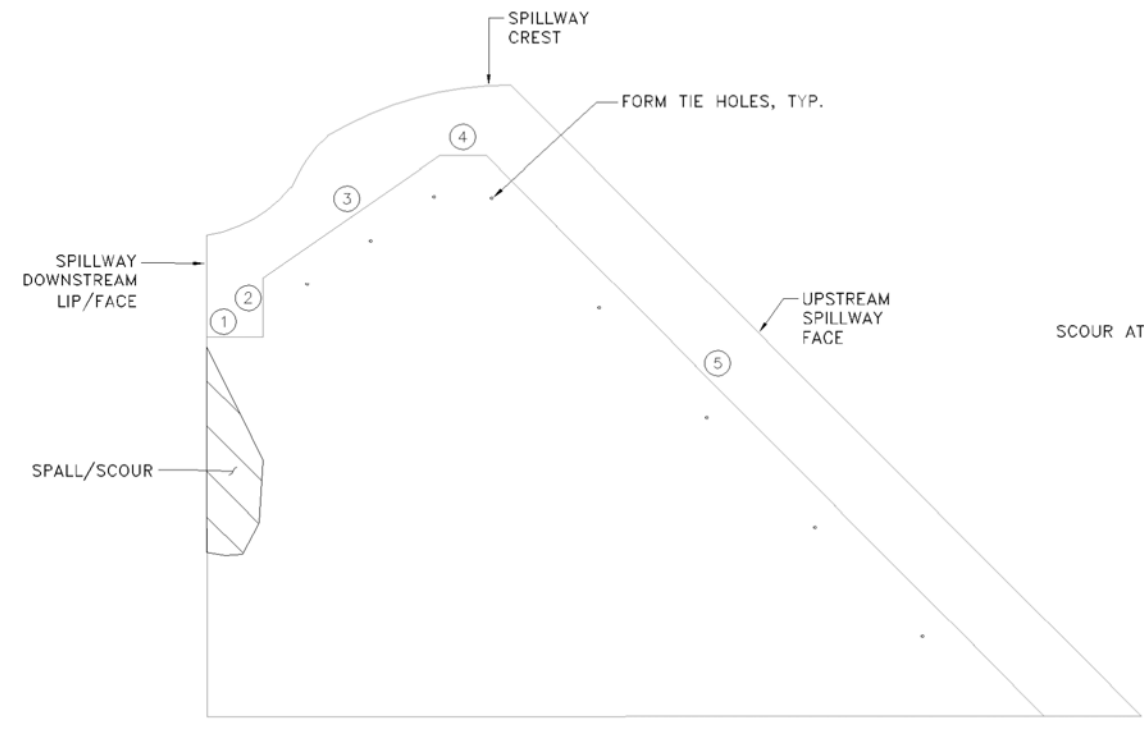 SPILLWAY
CREST
FORM TIE HOLES, TYP.
4
3
SPILLWAY
DOWNSTREAM
LIP/FACE
2
1
UPSTREAM
SPILLWAY
FACE
SCOUR AT
5
SPALL/SCOUR